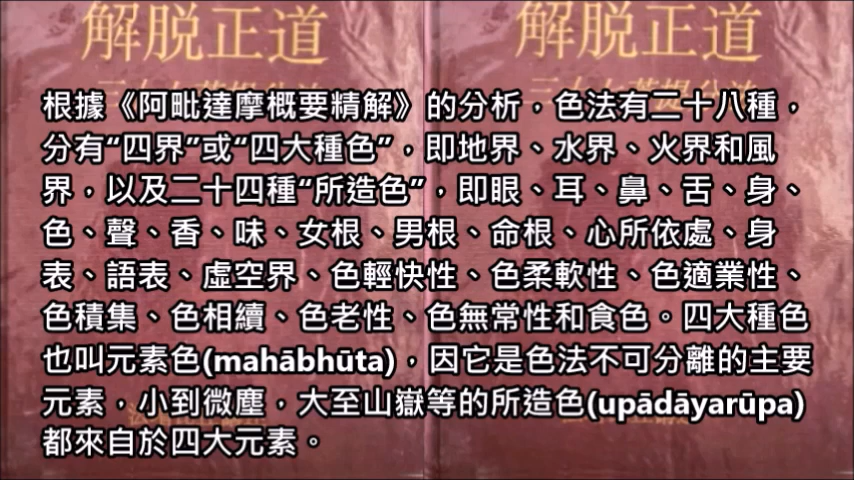 解脱正道
解脱正道
根據《阿毗達摩概要精解》的分析，色法有二十八種，
分有“四界”或“四大種色”，即地界、水界、火界和風
界，以及二十四種“所造色”，即眼、耳、鼻、舌、身、
色、聲、香、味、女根、男根、命根、心所依處、身
表、語表、虛空界、色輕快性、色柔軟性、色適業性、
色積集、色相續、色老性、色無常性和食色。四大種色
也叫元素色(mahābhūta)，因它是色法不可分離的主要
元素，小到微塵，大至山嶽等的所造色(upādāyarūpa)
都來自於四大元素。